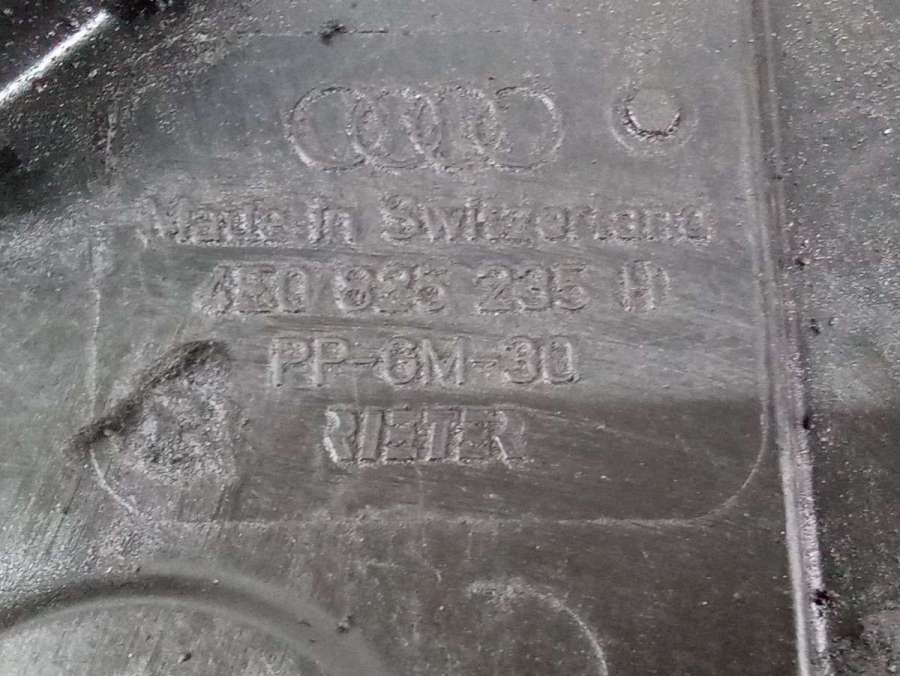 Made in Switzerland
4E0 825 235 H
PP-GM-30
RIETER